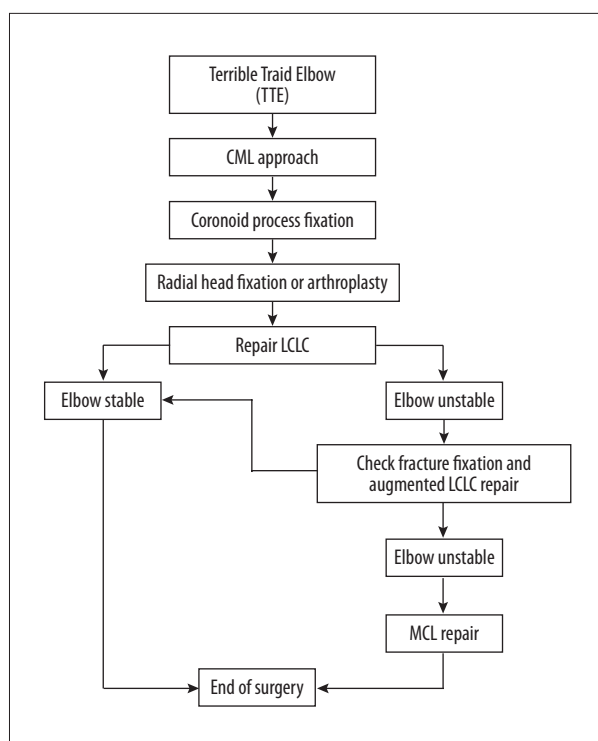 Terrible Traid Elbow
(TTE)
CML approach
Coronoid process fixation
Radial head fixation or arthroplasty
Repair LCLC
Elbow stable
Elbow unstable
Check fracture fixation and
augmented LCLC repair
Elbow unstable
MCL repair
End of surgery